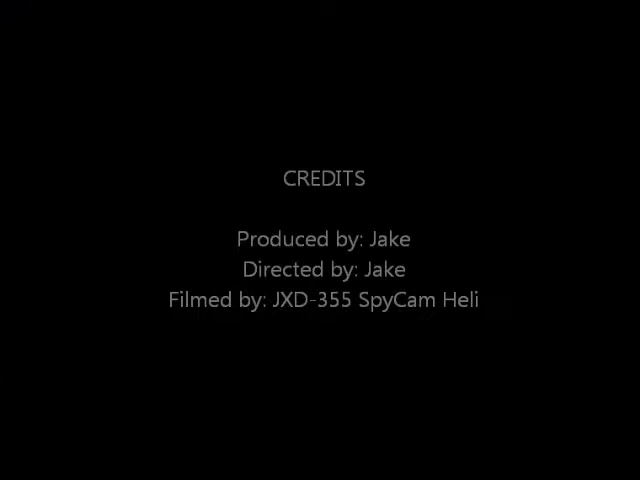 CREDITS
Produced by: Jake
Directed by: Jake
Filmed by: JXD-355 SpyCam Heli